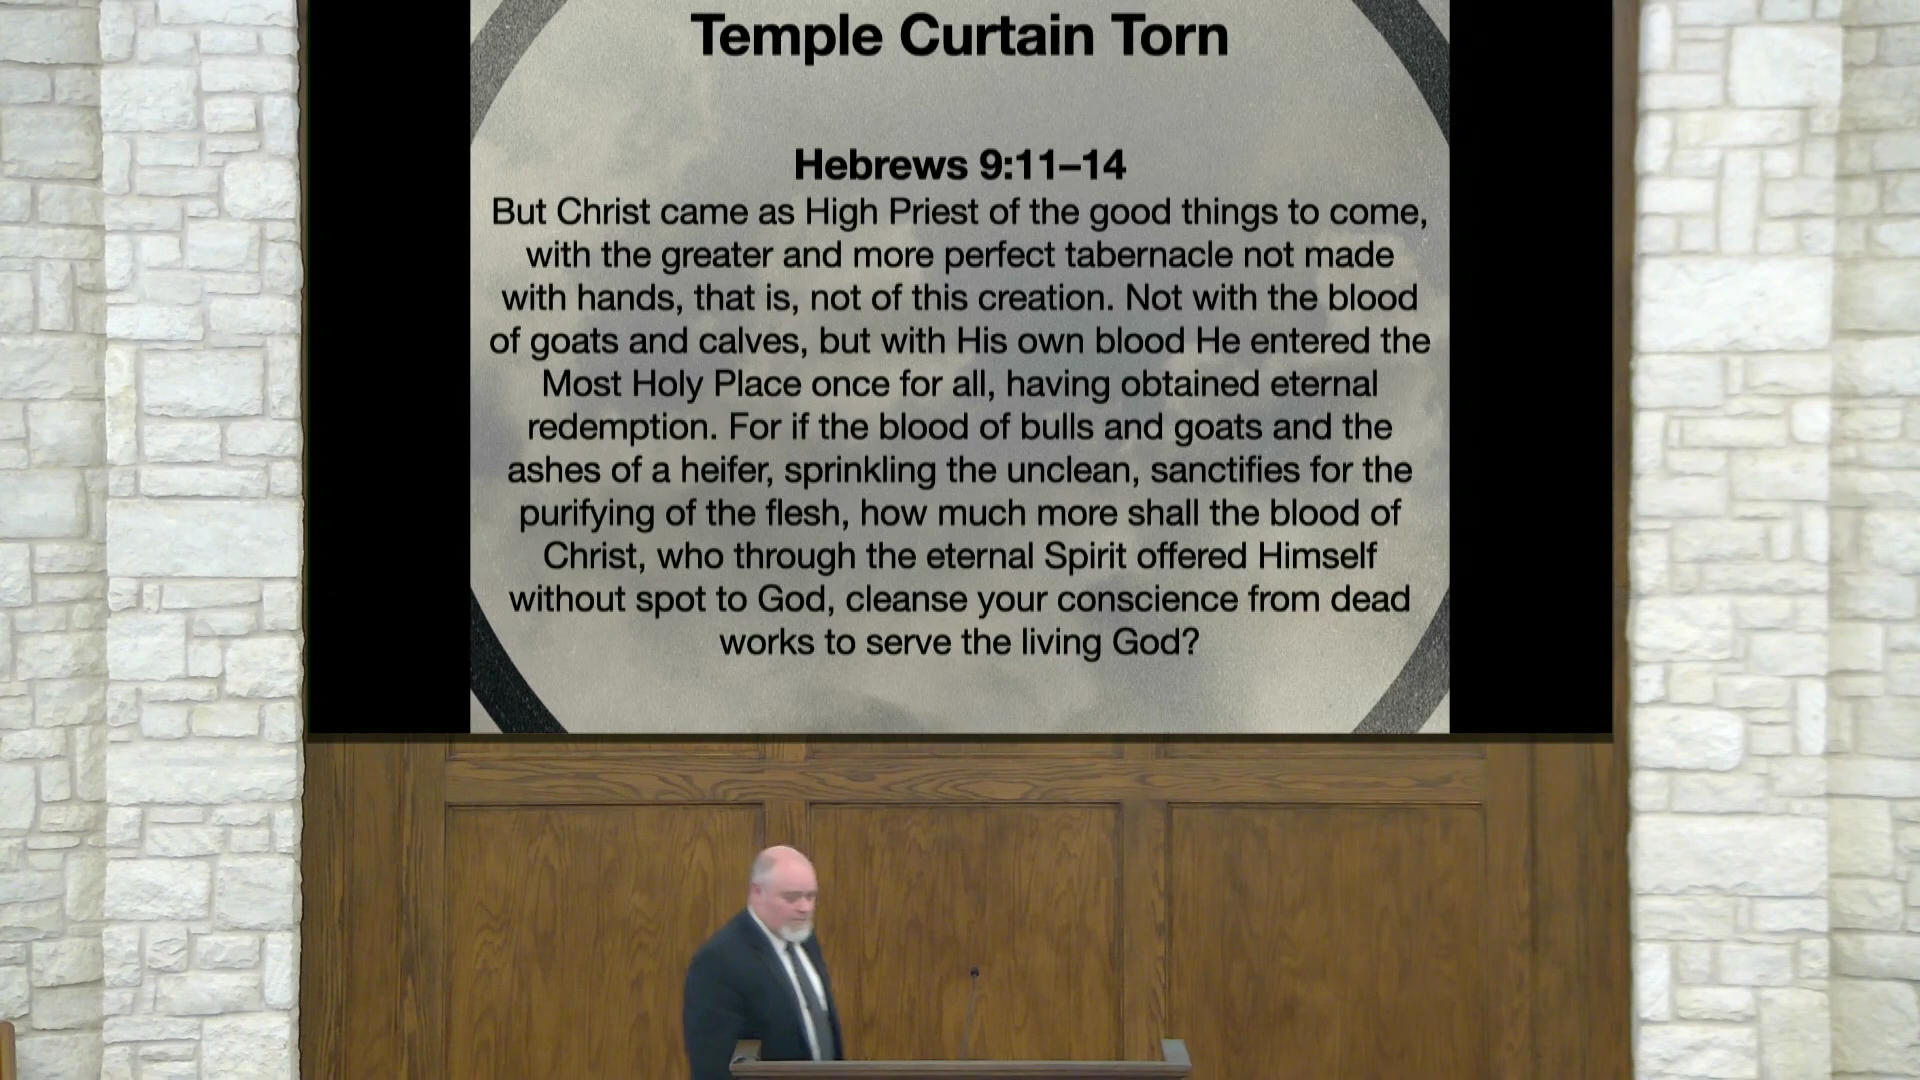 Temple Curtain Torn
Hebrews 9:11–14
But Christ came as High Priest of the good things to come,
with the greater and more perfect tabernacle not made
with hands, that is, not of this creation. Not with the blood
of goats and calves, but with His own blood He entered the
Most Holy Place once for all, having obtained eternal
redemption. For if the blood of bulls and goats and the
ashes of a heifer, sprinkling the unclean, sanctifies for the
purifying of the flesh, how much more shall the blood of
Christ, who through the eternal Spirit offered Himself
without spot to God, cleanse your conscience from dead
works to serve the living God?